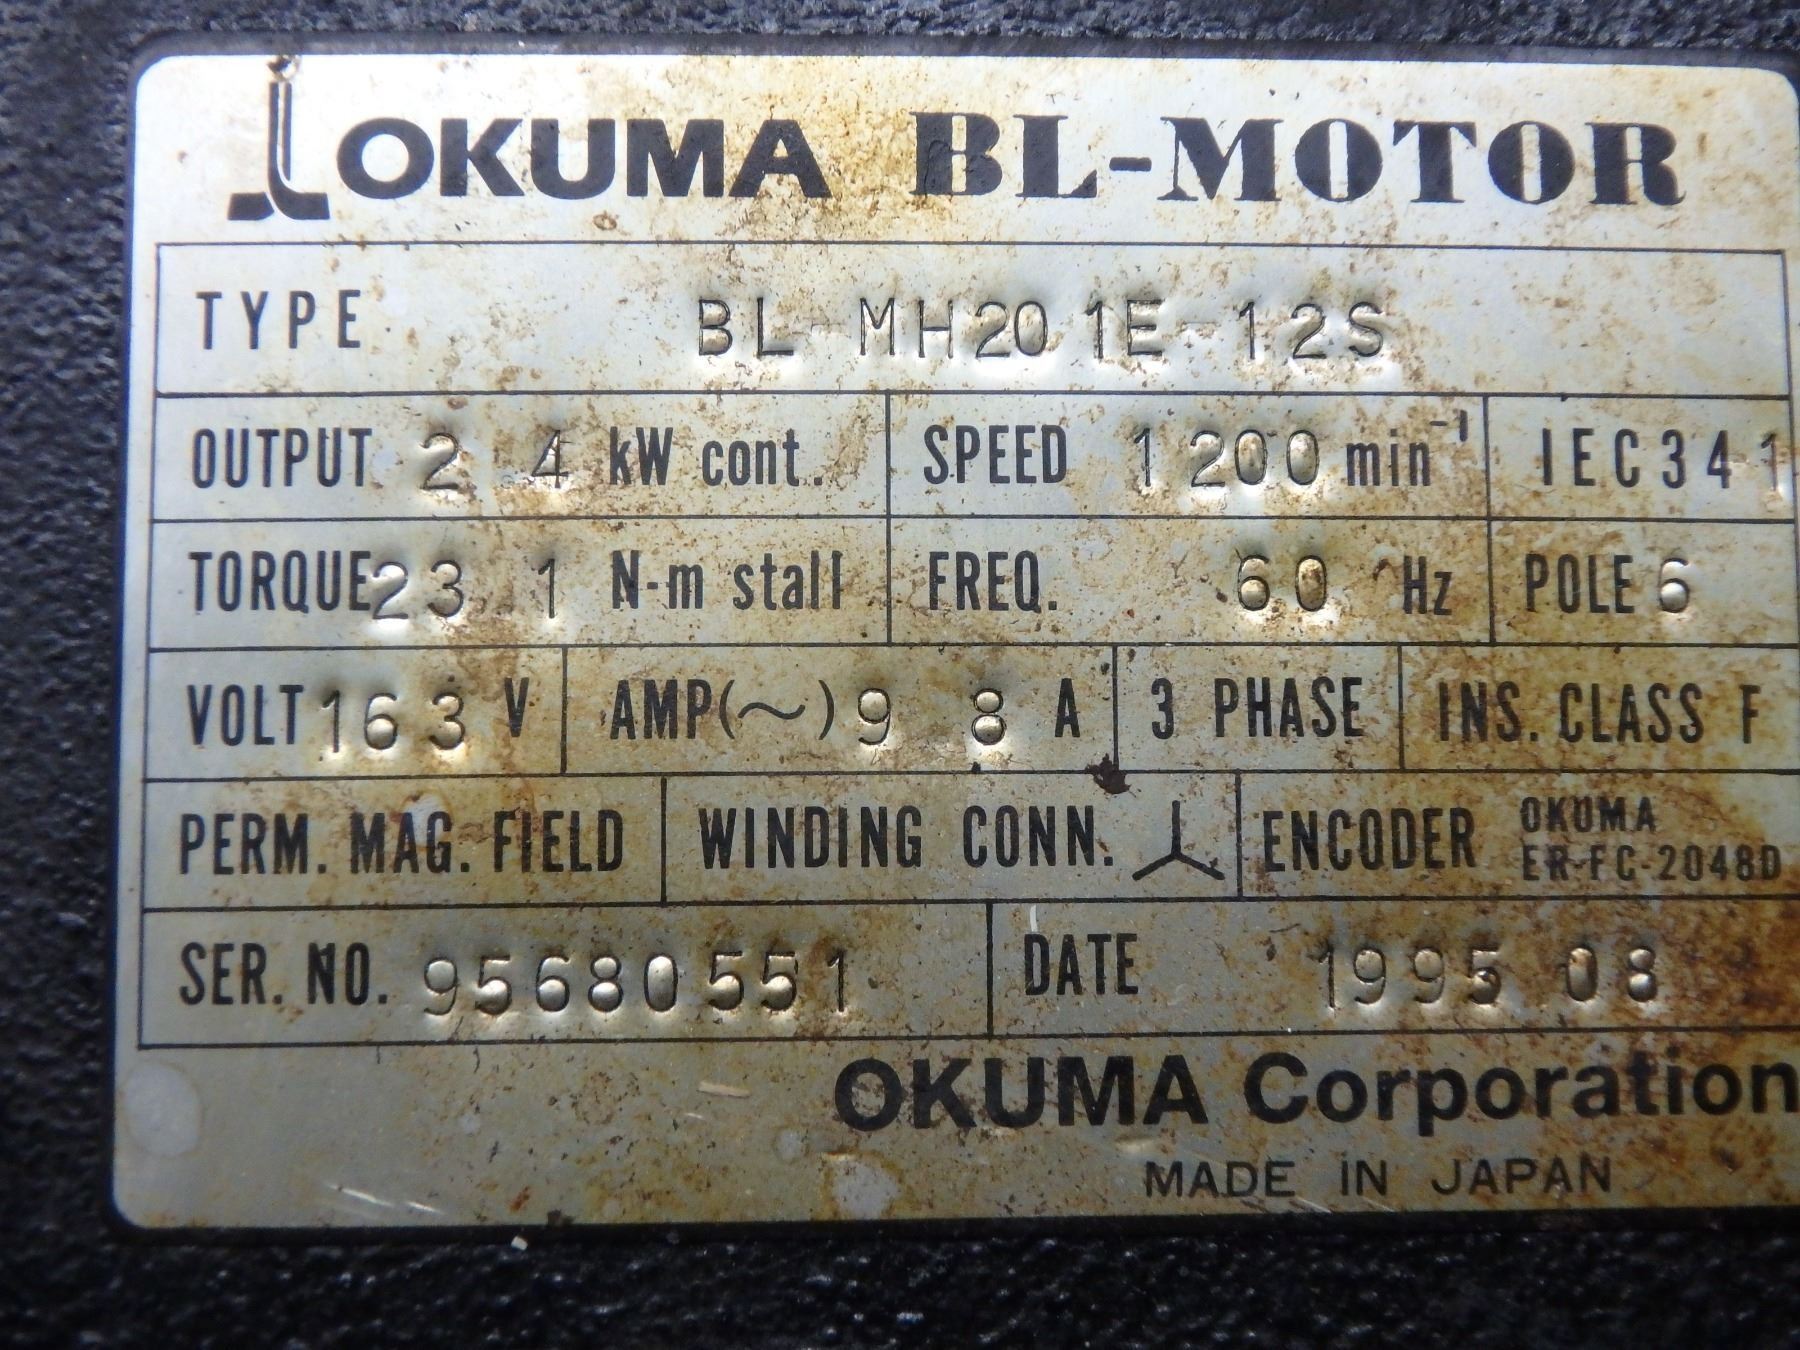 OKUMA BL-MOTOR
TYPE BL-MH201E-12S
OUTPUT 2.4 kW cont. SPEED 1200 min⁻¹ IEC34-1
TORQUE 23.1 N-m stall FREQ. 60 Hz POLE 6
VOLT 163 V AMP(~) 9.8 A 3 PHASE INS. CLASS F
PERM. MAG. FIELD WINDING CONN. ENCODER OKUMA
ER-FC-2048D
SER. NO. 95680551 DATE 1995 08
OKUMA Corporation
MADE IN JAPAN